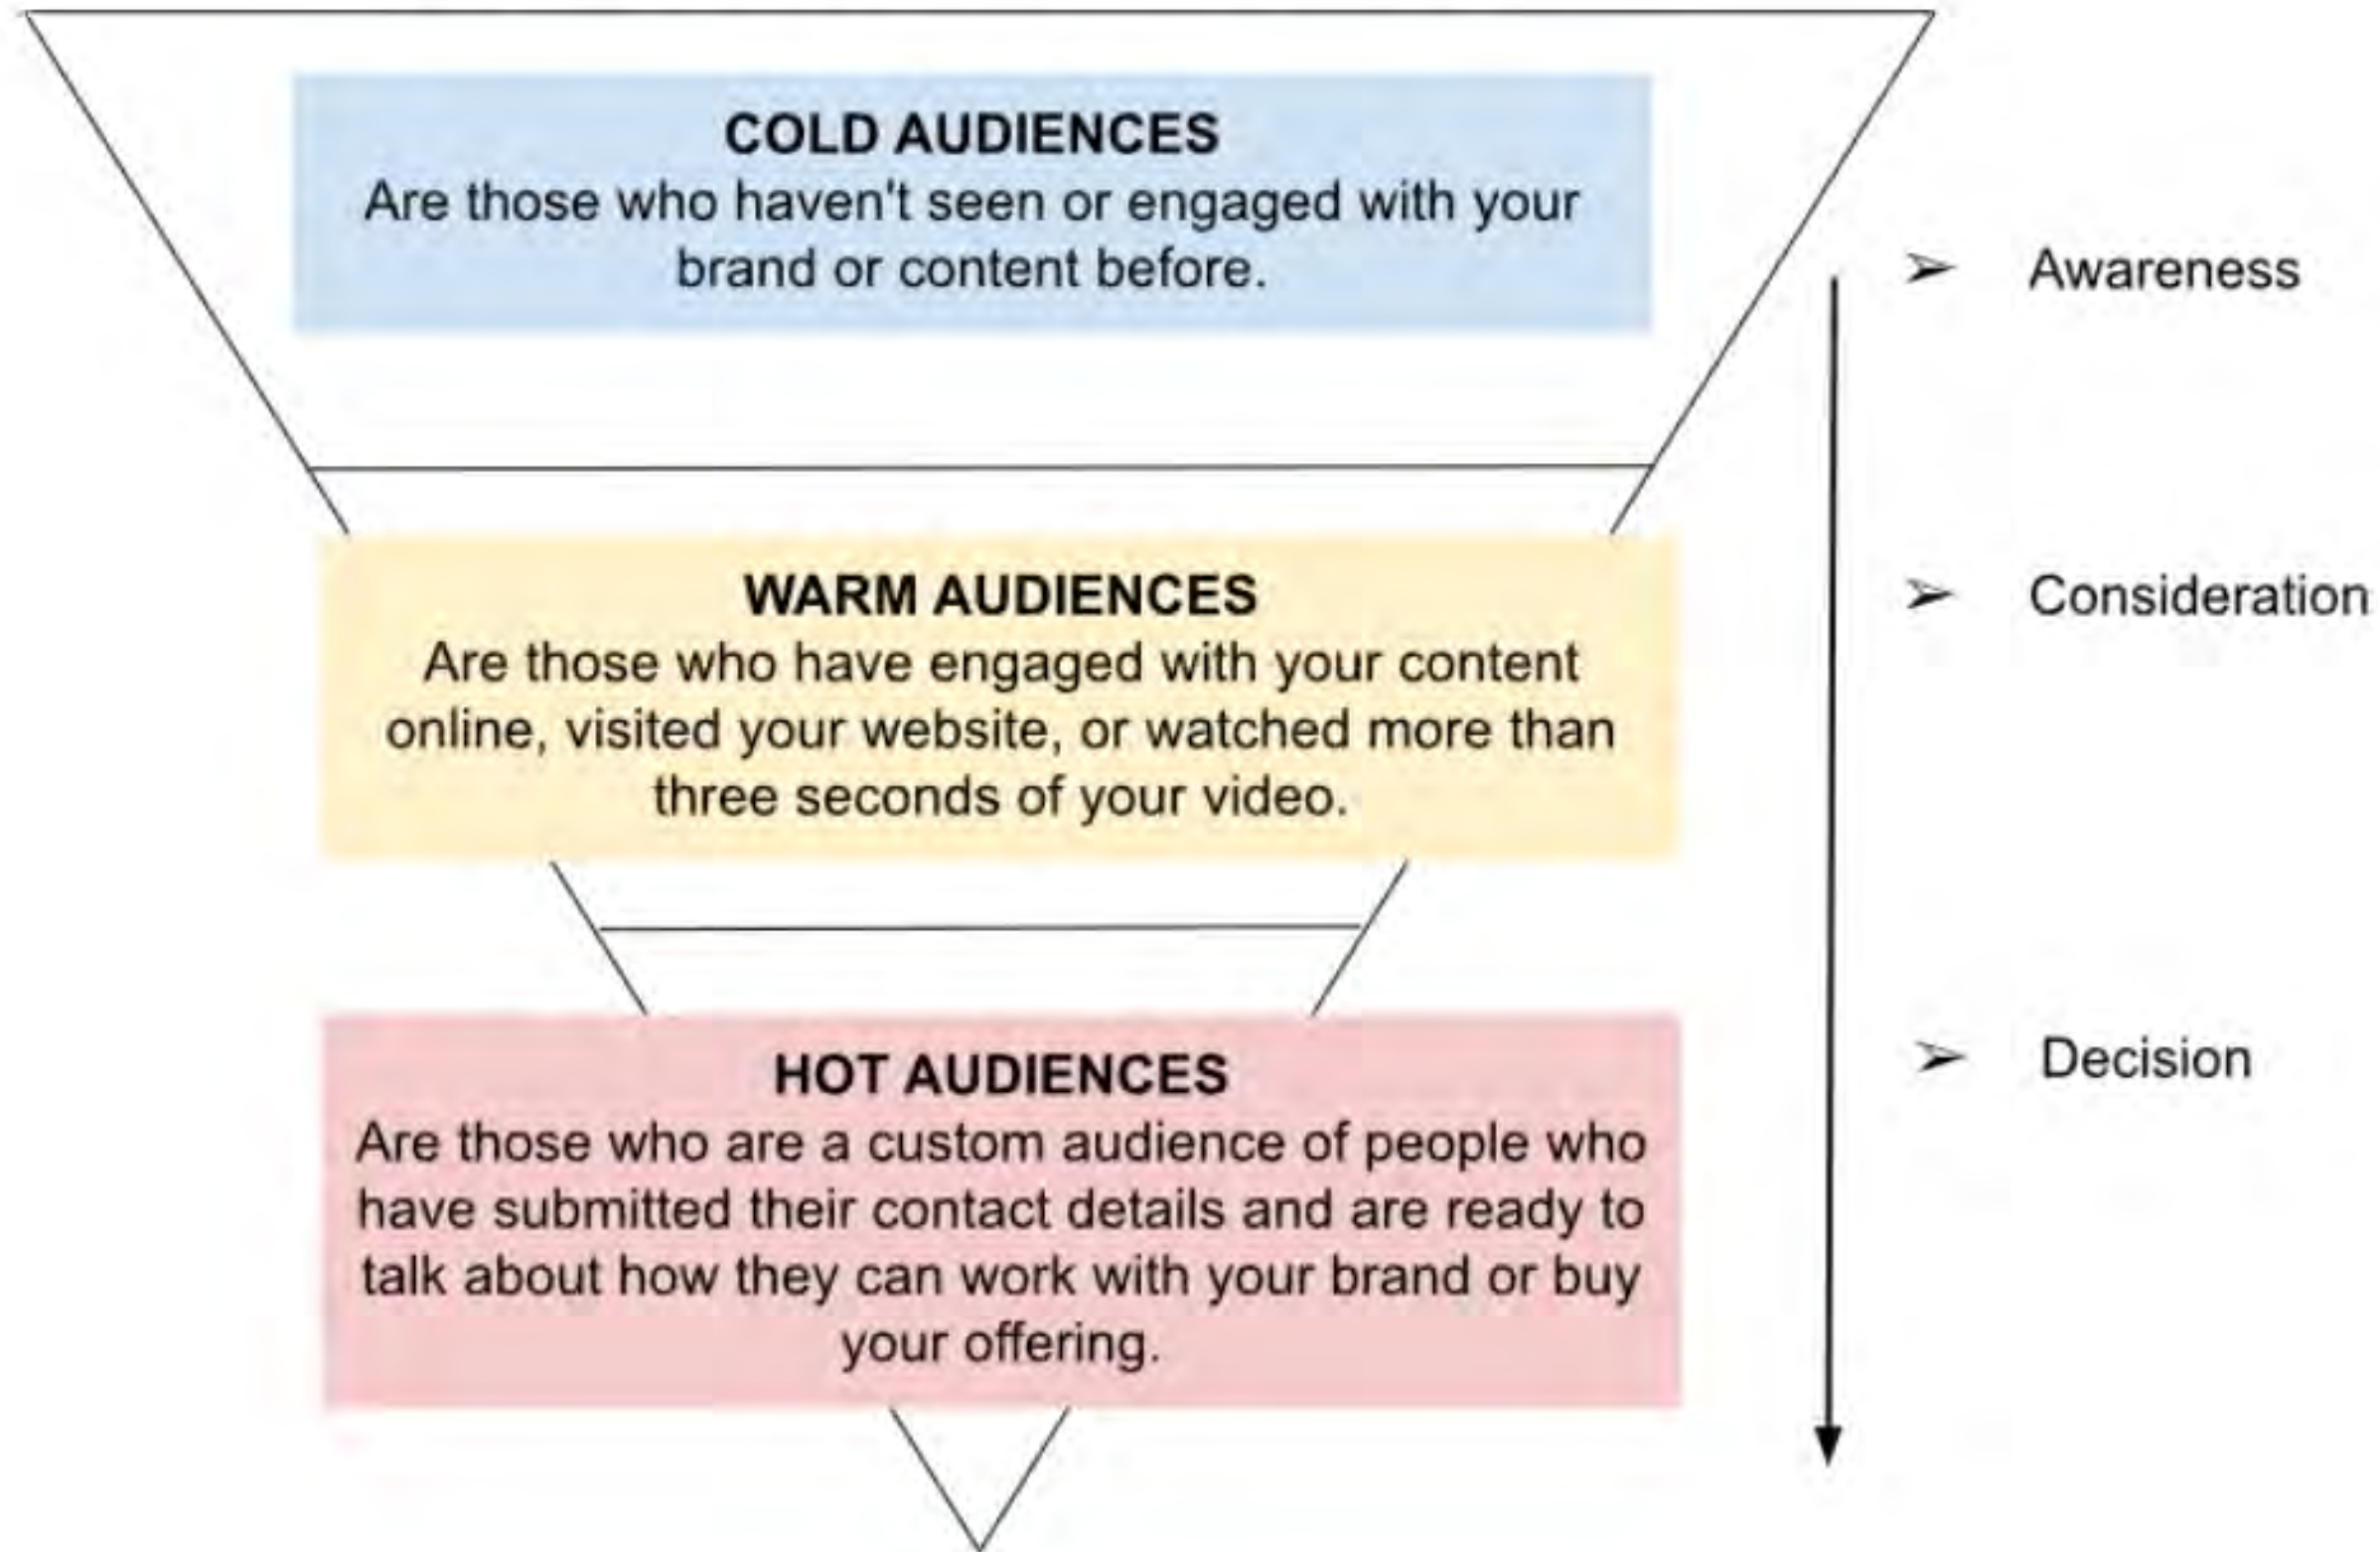 COLD AUDIENCES
Are those who haven't seen or engaged with your
brand or content before.
➢ Awareness
WARM AUDIENCES
Are those who have engaged with your content
online, visited your website, or watched more than
three seconds of your video.
➢ Consideration
HOT AUDIENCES
Are those who are a custom audience of people who
have submitted their contact details and are ready to
talk about how they can work with your brand or buy
your offering.
➢ Decision